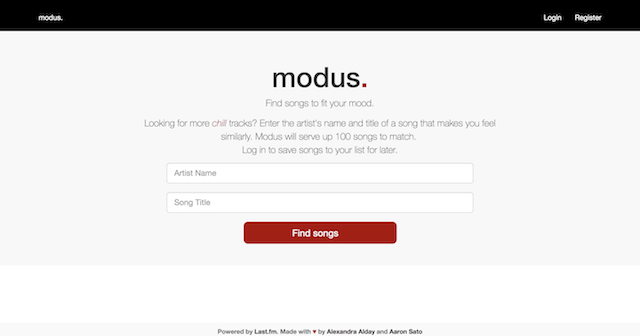 modus.
Login Register
modus.
Find songs to fit your mood.
Looking for more chill tracks? Enter the artist's name and title of a song that makes you feel
similarly. Modus will serve up 100 songs to match.
Log in to save songs to your list for later.
Artist Name
Song Title
Find songs
Powered by Last.fm. Made with ♥ by Alexandra Alday and Aaron Sato